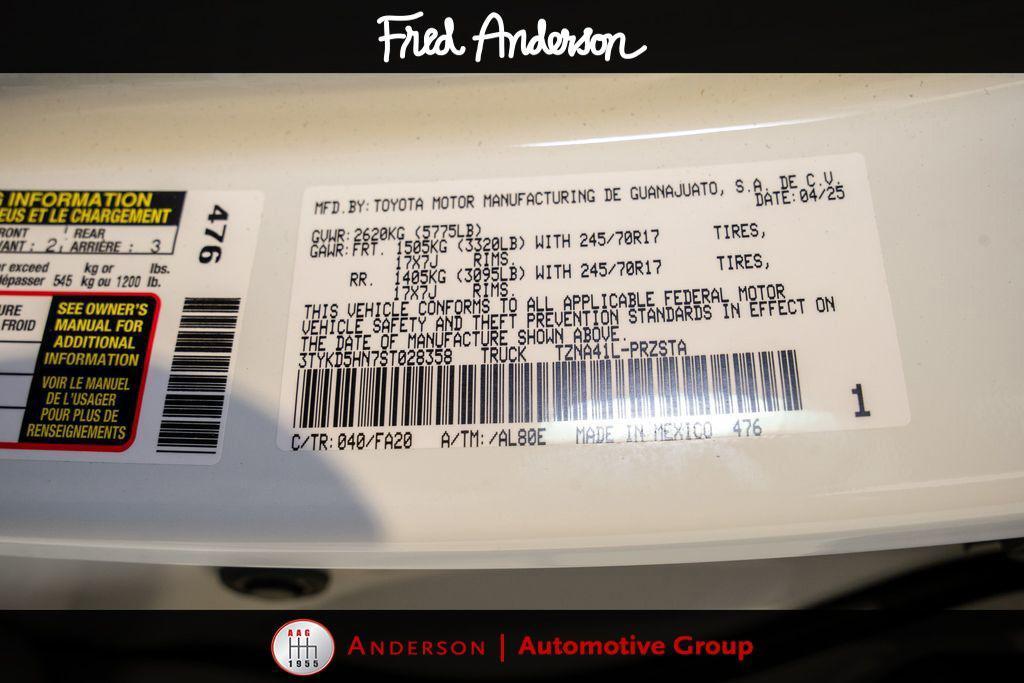 Fred Anderson
INFORMATION
EUS ET LE CHARGEMENT
RONT REAR
VANT : 2 ARRIÈRE : 3
r exceed kg or lbs.
dépasser 545 kg ou 1200 lb.
URE
FROID
SEE OWNER'S
MANUAL FOR
ADDITIONAL
INFORMATION
VOIR LE MANUEL
DE L'USAGER
POUR PLUS DE
RENSEIGNEMENTS
476
MFD.BY:TOYOTA MOTOR MANUFACTURING DE GUANAJUATO, S.A. DE C.V.
DATE:04/25
GVWR:2620KG (5775LB)
GAWR:FRT. 1505KG (3320LB) WITH 245/70R17 TIRES,
17X7J RIMS,
RR. 1405KG (3095LB) WITH 245/70R17 TIRES,
17X7J RIMS.
THIS VEHICLE CONFORMS TO ALL APPLICABLE FEDERAL MOTOR
VEHICLE SAFETY AND THEFT PREVENTION STANDARDS IN EFFECT ON
THE DATE OF MANUFACTURE SHOWN ABOVE.
3TYKD5HN7ST028358 TRUCK TZNA41L-PRZSTA
1
C/TR:040/FA20 A/TM:/AL80E MADE IN MEXICO 476
AAG
1955
ANDERSON | Automotive Group